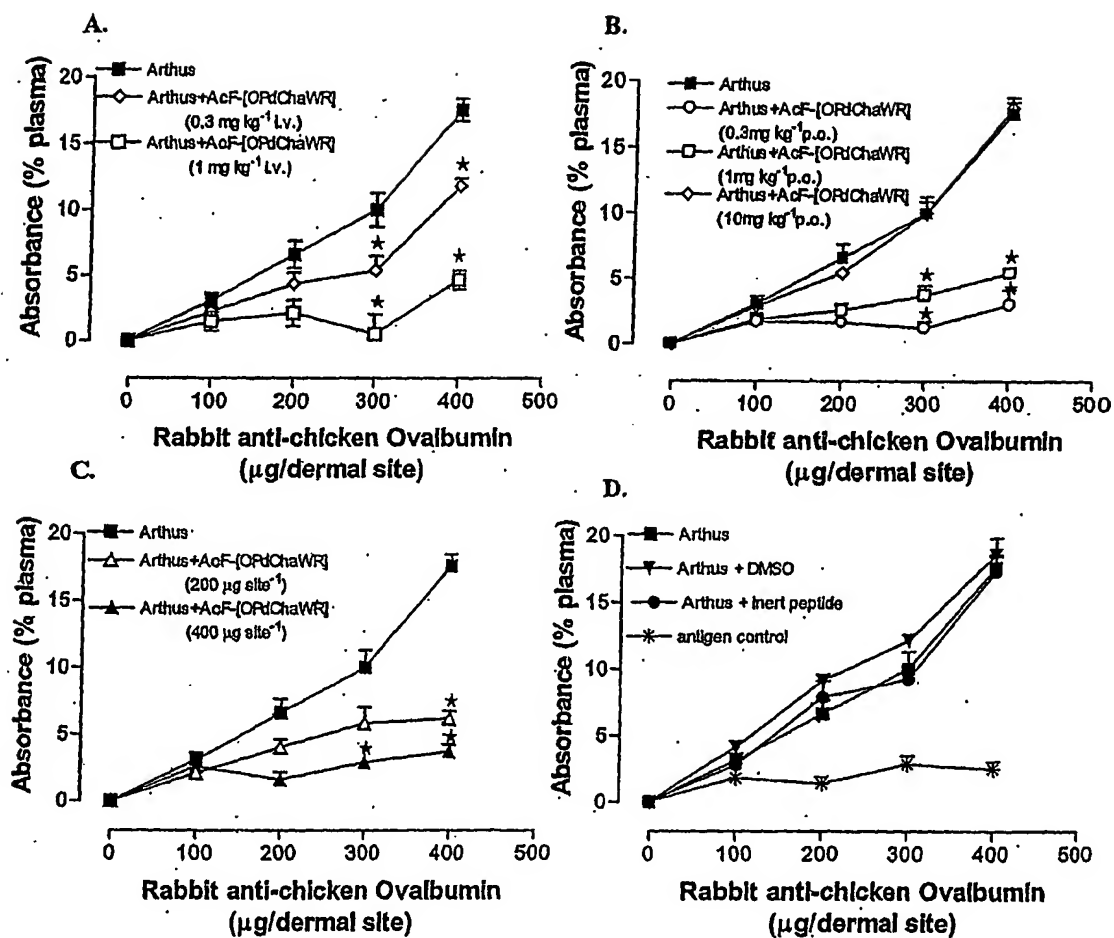 A.
Absorbance (% plasma)
20
15
10
5
0
Arthus
Arthus+AcF-[OPdChaWR]
(0.3 mg kg⁻¹ i.v.)
Arthus+AcF-[OPdChaWR]
(1 mg kg⁻¹ i.v.)
0 100 200 300 400 500
Rabbit anti-chicken Ovalbumin
(μg/dermal site)
B.
Absorbance (% plasma)
20
15
10
5
0
Arthus
Arthus+AcF-[OPdChaWR]
(0.3mg kg⁻¹p.o.)
Arthus+AcF-[OPdChaWR]
(1mg kg⁻¹p.o.)
Arthus+AcF-[OPdChaWR]
(10mg kg⁻¹p.o.)
0 100 200 300 400 500
Rabbit anti-chicken Ovalbumin
(μg/dermal site)
C.
Absorbance (% plasma)
20
15
10
5
0
Arthus
Arthus+AcF-[OPdChaWR]
(200 μg site⁻¹)
Arthus+AcF-[OPdChaWR]
(400 μg site⁻¹)
0 100 200 300 400 500
Rabbit anti-chicken Ovalbumin
(μg/dermal site)
D.
Absorbance (% plasma)
20
15
10
5
0
Arthus
Arthus + DMSO
Arthus + inert peptide
antigen control
0 100 200 300 400 500
Rabbit anti-chicken Ovalbumin
(μg/dermal site)